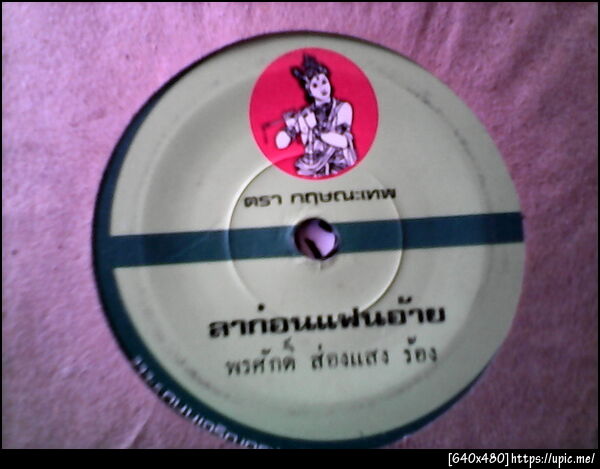 ตรา กฤษณะเทพ
ลาก่อนแฟนอ้าย
พรศักดิ์ ส่องแสง ร้อง
[640x480]https://upic.me/